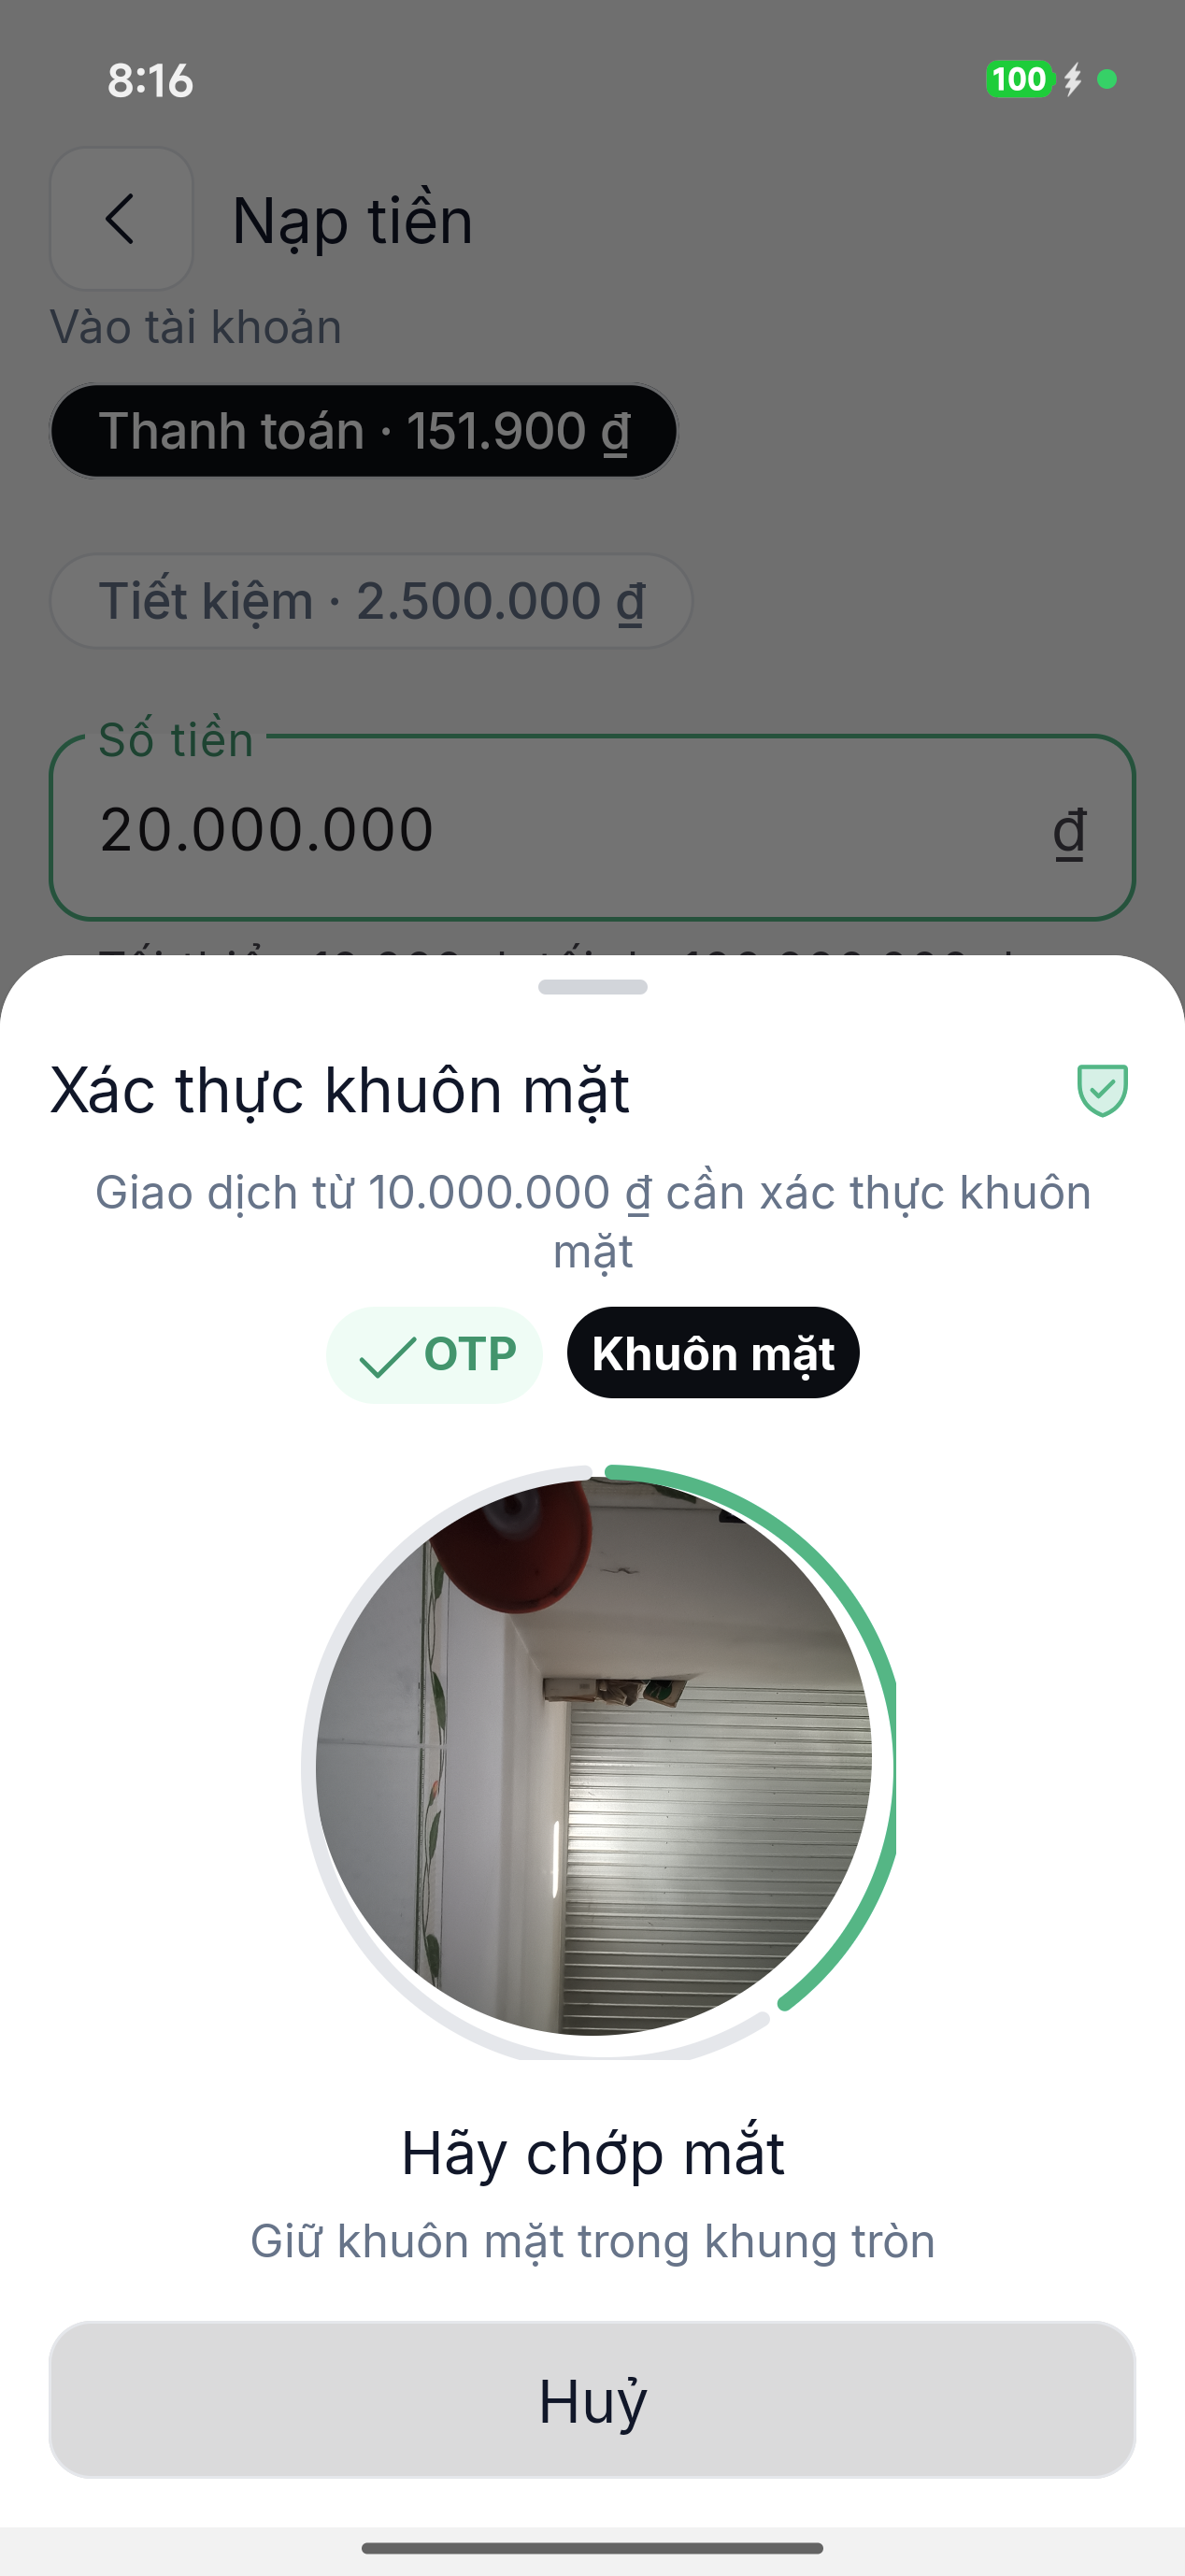 8:16
100
Nạp tiền
Vào tài khoản
Thanh toán · 151.900 ₫
Tiết kiệm · 2.500.000 ₫
Số tiền
20.000.000 ₫
Xác thực khuôn mặt
Giao dịch từ 10.000.000 ₫ cần xác thực khuôn
mặt
OTP Khuôn mặt
Hãy chớp mắt
Giữ khuôn mặt trong khung tròn
Huỷ